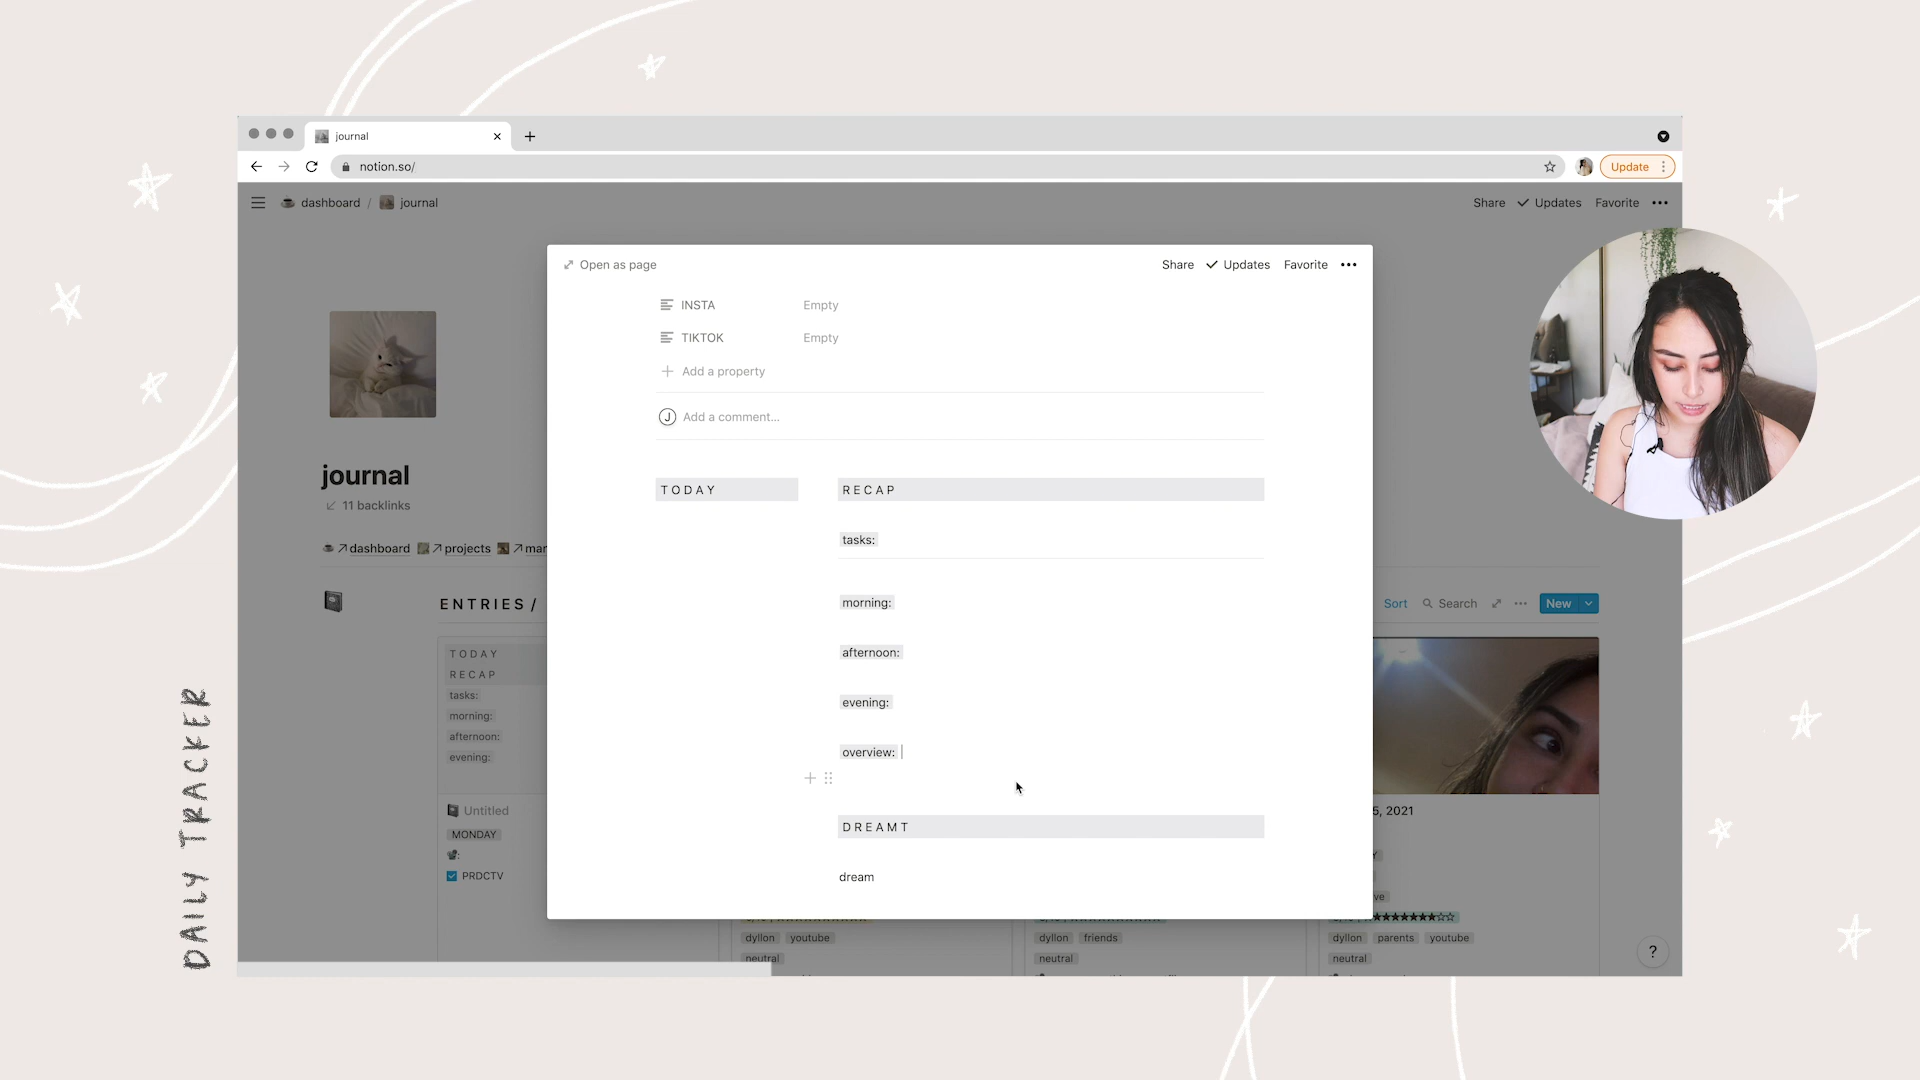 journal
notion.so/
Update
dashboard / journal
Share Updates Favorite
Open as page
Share Updates Favorite
INSTA Empty
TIKTOK Empty
Add a property
J Add a comment...
journal
11 backlinks
dashboard projects
TODAY
RECAP
tasks:
morning:
afternoon:
evening:
overview:
DREAMT
dream
ENTRIES /
Sort Search New
TODAY
RECAP
tasks:
morning:
afternoon:
evening:
Untitled
MONDAY
PRDCTV
5, 2021
dyllon youtube
neutral
dyllon friends
neutral
dyllon parents youtube
neutral
?
DAILY TRACKER